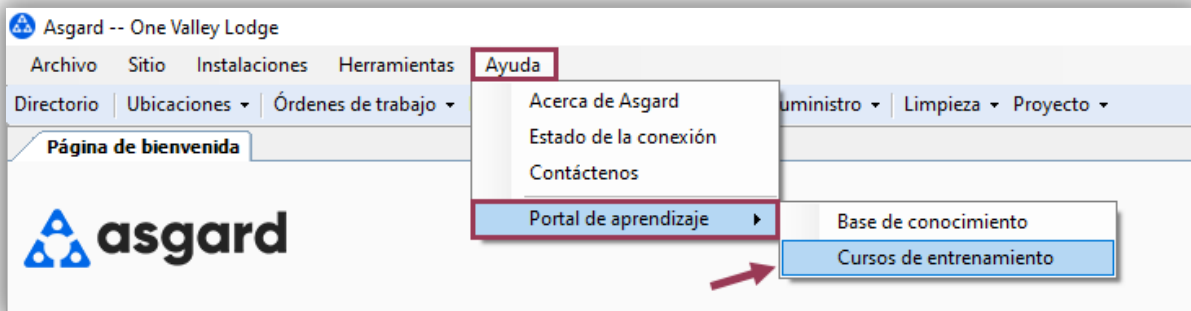 Asgard -- One Valley Lodge
Archivo Sitio Instalaciones Herramientas Ayuda
Directorio Ubicaciones Órdenes de trabajo uministro Limpieza Proyecto
Acerca de Asgard
Estado de la conexión
Contáctenos
Portal de aprendizaje
Página de bienvenida
asgard
Base de conocimiento
Cursos de entrenamiento